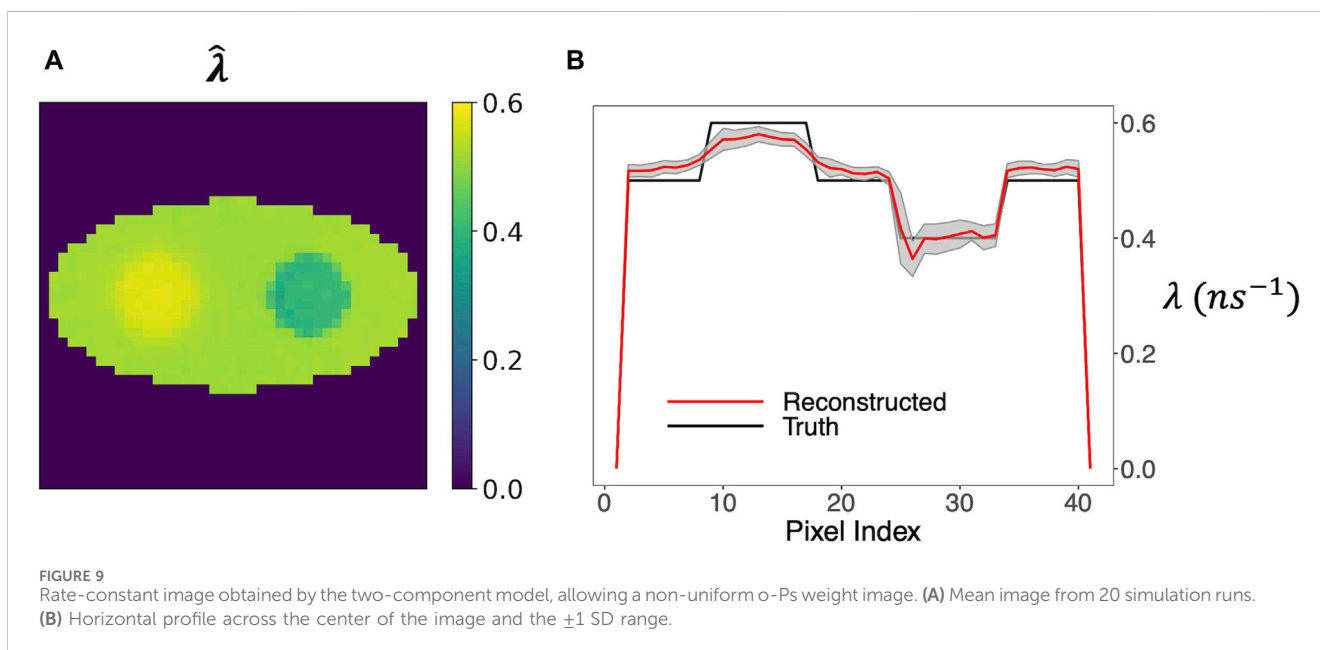 A
λ̂
0.6
0.4
0.2
0.0
B
0.6
0.4
0.2
0.0
λ (ns⁻¹)
Reconstructed
Truth
0 10 20 30 40
Pixel Index
FIGURE 9
Rate-constant image obtained by the two-component model, allowing a non-uniform o-Ps weight image. (A) Mean image from 20 simulation runs.
(B) Horizontal profile across the center of the image and the ±1 SD range.